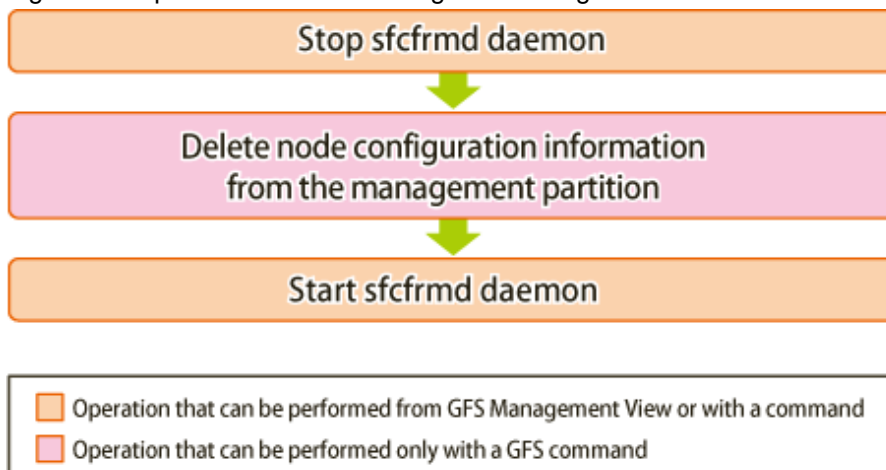 Stop sfcfrmd daemon
Delete node configuration information
from the management partition
Start sfcfrmd daemon
Operation that can be performed from GFS Management View or with a command
Operation that can be performed only with a GFS command